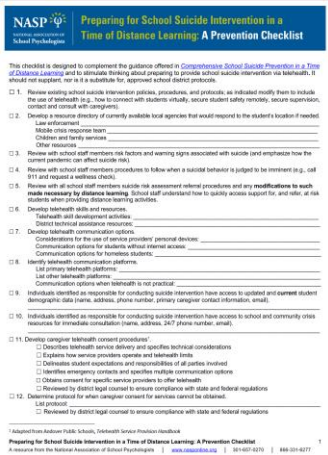 NASP
NATIONAL ASSOCIATION OF
School Psychologists
Preparing for School Suicide Intervention in a
Time of Distance Learning: A Prevention Checklist
This checklist is designed to complement the guidance offered in Comprehensive School Suicide Prevention in a Time
of Distance Learning and to stimulate thinking about preparing to provide school suicide intervention via telehealth. It
should not supplant, nor is it a substitute for, approved school district protocols.
☐ 1. Review existing school suicide intervention policies, procedures, and protocols; as indicated modify them to include
the use of telehealth (e.g., how to connect with students virtually, secure student safety remotely, secure supervision,
contact and consult with caregivers).
☐ 2. Develop a resource directory of currently available local agencies that would respond to the student's location if needed.
Law enforcement
Mobile crisis response team
Children and family services
Other resources
☐ 3. Review with school staff members risk factors and warning signs associated with suicide (and emphasize how the
current pandemic can affect suicide risk).
☐ 4. Review with school staff members procedures to follow when a suicidal behavior is judged to be imminent (e.g., call
911 and request a wellness check).
☐ 5. Review with all school staff members suicide risk assessment referral procedures and any modifications to such
made necessary by distance learning. School staff understand how to quickly access support for, and refer, at risk
students when providing distance learning activities.
☐ 6. Develop telehealth skills and resources.
Telehealth skill development activities:
District technical assistance resources:
☐ 7. Develop telehealth communication options.
Considerations for the use of service providers' personal devices:
Communication options for students without internet access:
Communication options for homeless students:
☐ 8. Identify telehealth communication platforms.
List primary telehealth platforms:
List other telehealth platforms:
Communication options when telehealth is not practical:
☐ 9. Individuals identified as responsible for conducting suicide intervention have access to updated and current student
demographic data (name, address, phone number, primary caregiver contact information, email).
☐ 10. Individuals identified as responsible for conducting suicide intervention have access to school and community crisis
resources for immediate consultation (name, address, 24/7 phone number, email).
☐ 11. Develop telehealth consent procedures¹.
☐ Describes telehealth service delivery and specifies technical considerations
☐ Explains how service providers operate and telehealth limits
☐ Delineates student expectations and responsibilities of all parties involved
☐ Identifies emergency contacts and specifies multiple communication options
☐ Obtains consent for specific service providers to offer telehealth
☐ Reviewed by district legal counsel to ensure compliance with state and federal regulations
☐ 12. Determine protocol for when caregiver consent for services cannot be obtained.
List protocol:
☐ Reviewed by district legal counsel to ensure compliance with state and federal regulations
¹ Adapted from Andover Public Schools, Telehealth Service Provision Handbook
Preparing for School Suicide Intervention in a Time of Distance Learning: A Prevention Checklist 1
A resource from the National Association of School Psychologists | www.nasponline.org | 301-657-0270 | 866-331-6277